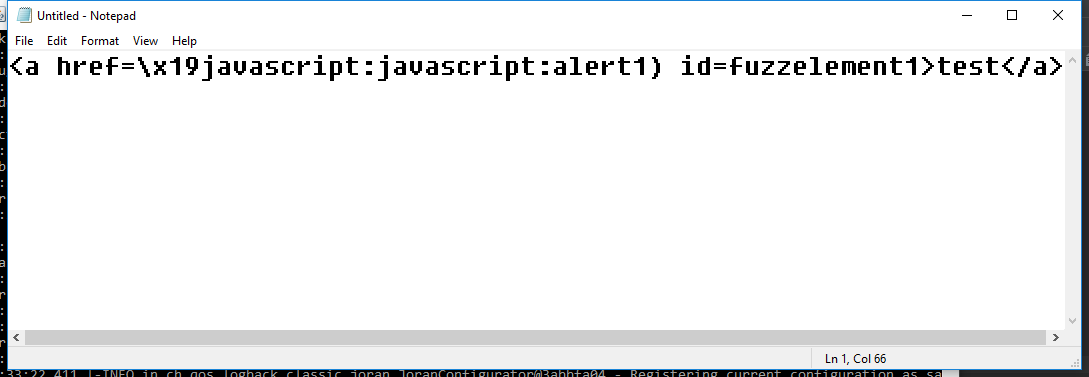 Untitled - Notepad
File Edit Format View Help
<a href=\x19javascript:javascript:alert1) id=fuzzelement1>test</a>
Ln 1, Col 66
:33:22,411 |-INFO in ch.qos.logback.classic.joran.JoranConfigurator@3abbfa04 - Registering current configuration as sa